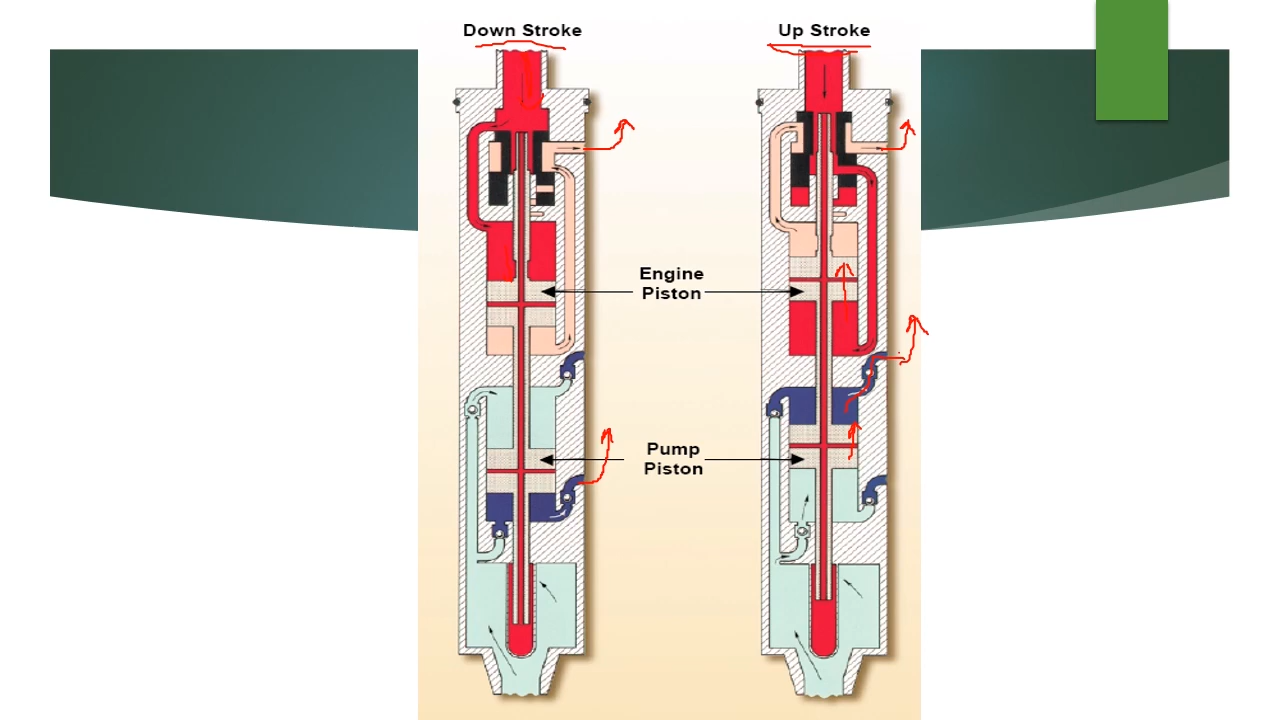 Down Stroke
Up Stroke
Engine
Piston
Pump
Piston